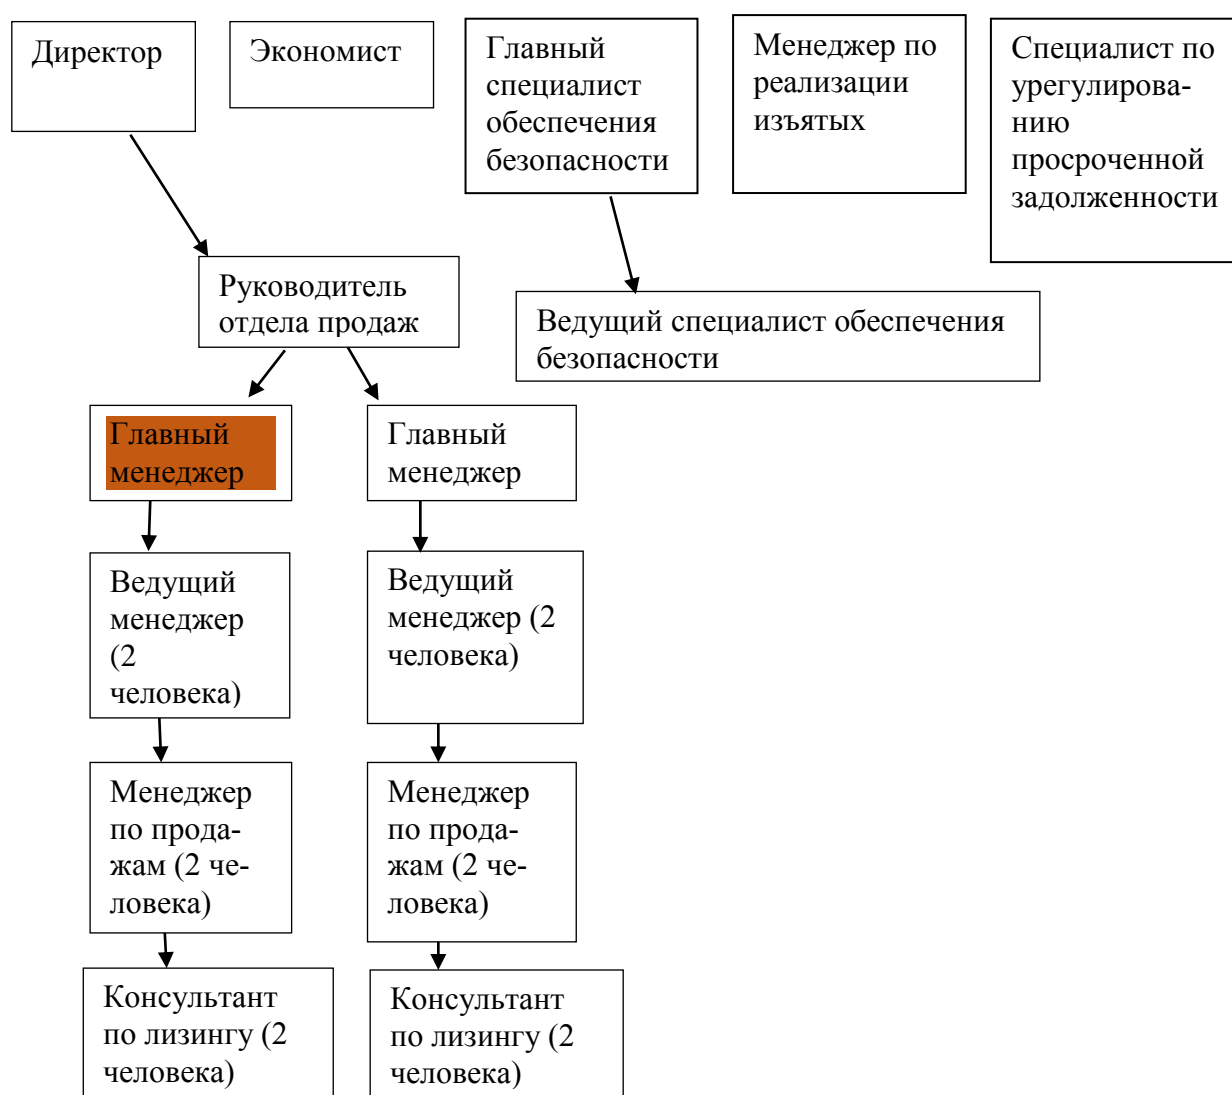 Директор
Экономист
Главный
специалист
обеспечения
безопасности
Менеджер по
реализации
изъятых
Специалист по
урегулирова-
нию
просроченной
задолженности
Руководитель
отдела продаж
Ведущий специалист обеспечения
безопасности
Главный
менеджер
Главный
менеджер
Ведущий
менеджер
(2
человека)
Ведущий
менеджер (2
человека)
Менеджер
по прода-
жам (2 че-
ловека)
Менеджер
по прода-
жам (2 че-
ловека)
Консультант
по лизингу (2
человека)
Консультант
по лизингу (2
человека)